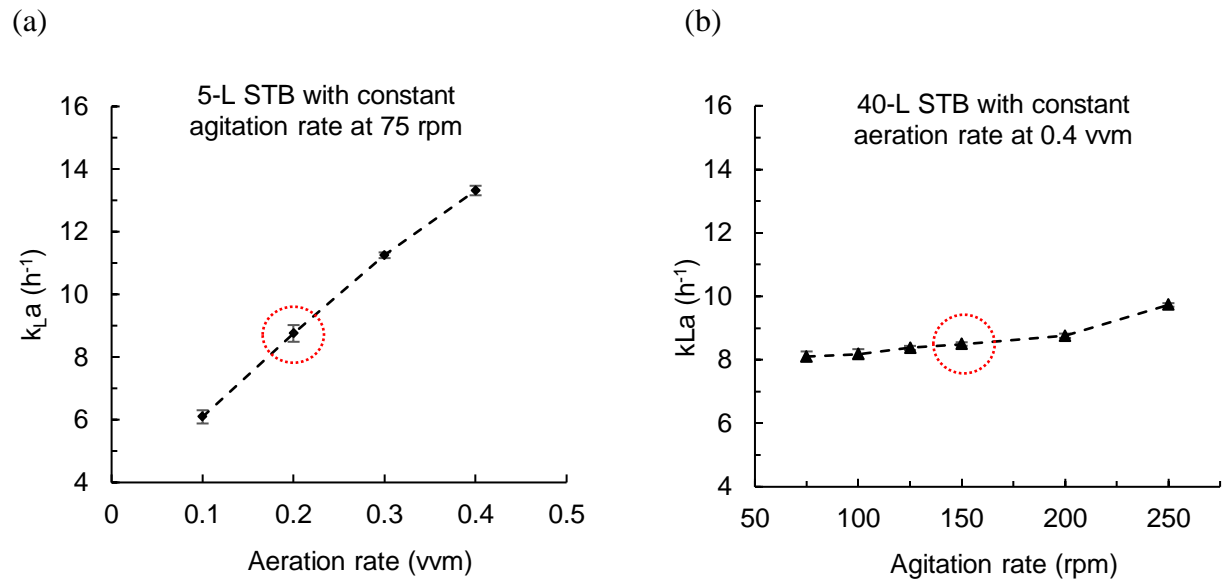 (a)
5-L STB with constant
agitation rate at 75 rpm
16
14
12
10
8
6
4
0
0.1
0.2
0.3
0.4
0.5
kLa (h-1)
Aeration rate (vvm)
(b)
40-L STB with constant
aeration rate at 0.4 vvm
16
14
12
10
8
6
4
50
100
150
200
250
kLa (h-1)
Agitation rate (rpm)